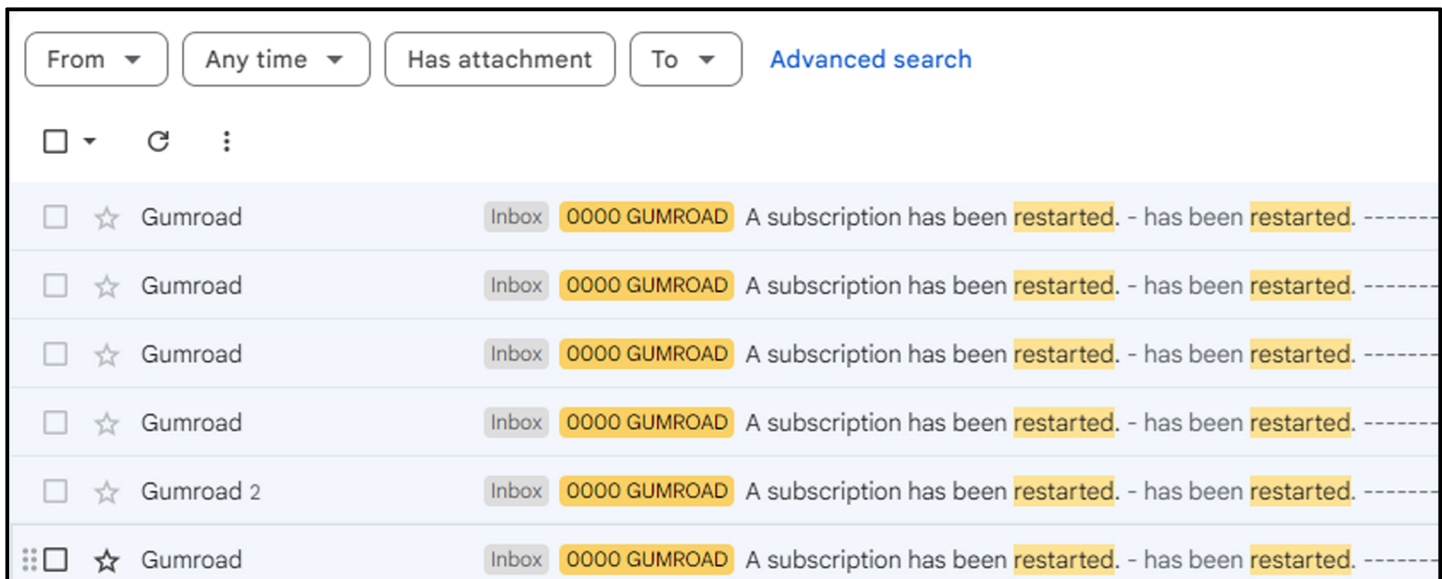 From Any time Has attachment To Advanced search
Gumroad Inbox 0000 GUMROAD A subscription has been restarted. - has been restarted. -------
Gumroad Inbox 0000 GUMROAD A subscription has been restarted. - has been restarted. -------
Gumroad Inbox 0000 GUMROAD A subscription has been restarted. - has been restarted. -------
Gumroad Inbox 0000 GUMROAD A subscription has been restarted. - has been restarted. -------
Gumroad 2 Inbox 0000 GUMROAD A subscription has been restarted. - has been restarted. -------
Gumroad Inbox 0000 GUMROAD A subscription has been restarted. - has been restarted. -------